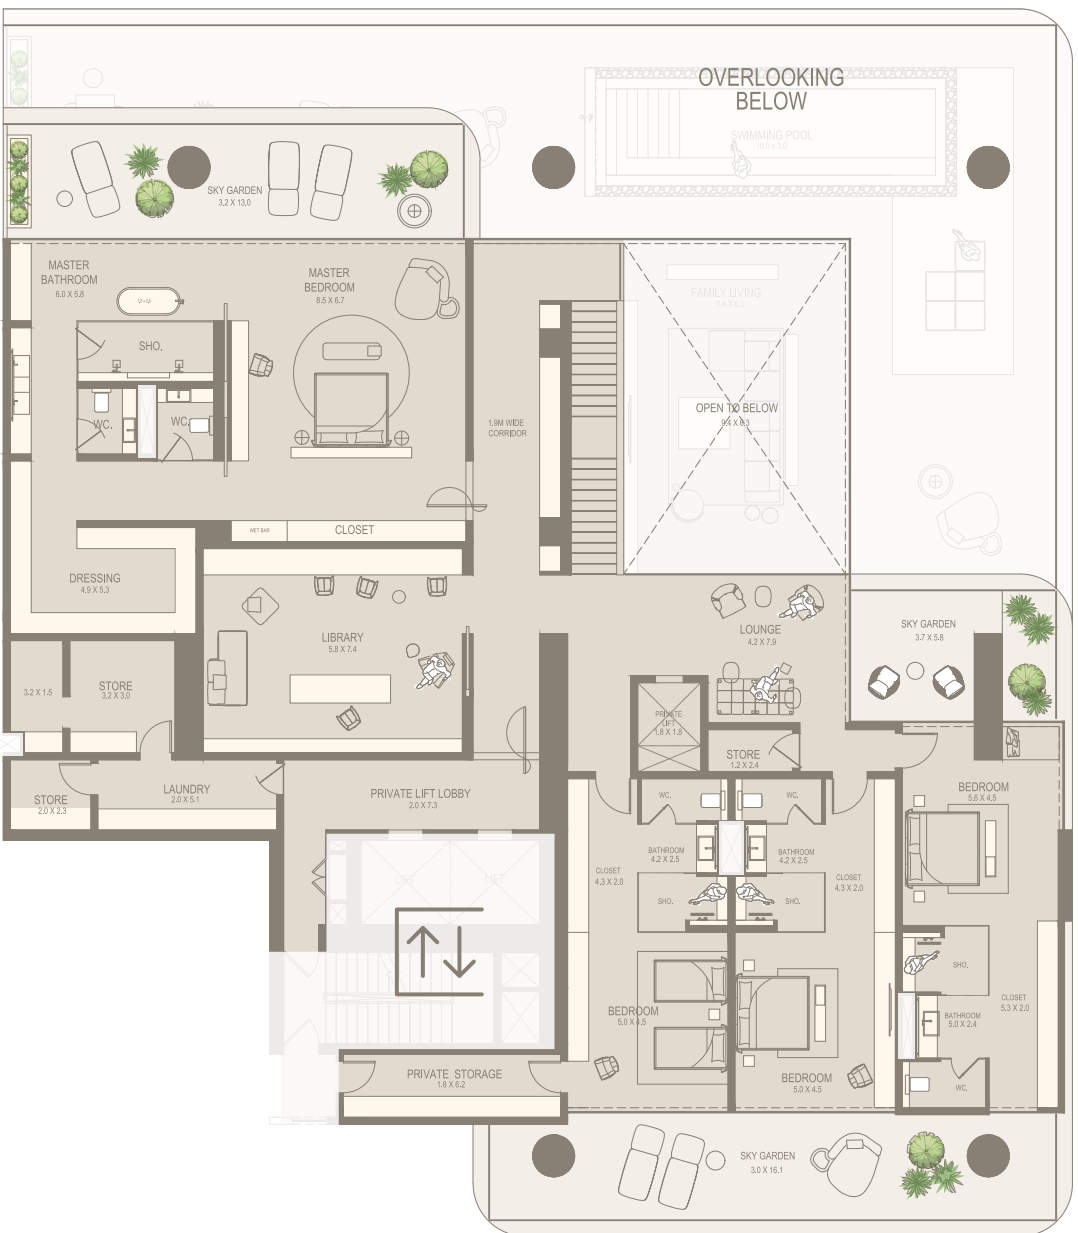 OVERLOOKING
BELOW
SWIMMING POOL
10.0 x 3.0
SKY GARDEN
3.2 X 13.0
MASTER
BATHROOM
6.0 X 5.8
MASTER
BEDROOM
8.5 X 6.7
FAMILY LIVING
9.4 X 6.3
SHO.
OPEN TO BELOW
9.4 X 6.3
WC.
WC.
1.9M WIDE
CORRIDOR
WET BAR
CLOSET
DRESSING
4.9 X 5.3
LIBRARY
5.8 X 7.4
LOUNGE
4.2 X 7.9
SKY GARDEN
3.7 X 5.8
3.2 X 1.5
STORE
3.2 X 3.0
PRIVATE
LIFT
1.8 X 1.8
STORE
1.2 X 2.4
STORE
2.0 X 2.3
LAUNDRY
2.0 X 5.1
PRIVATE LIFT LOBBY
2.0 X 7.3
WC.
WC.
BEDROOM
5.6 X 4.5
LIFT
LIFT
BATHROOM
4.2 X 2.5
BATHROOM
4.2 X 2.5
CLOSET
4.3 X 2.0
CLOSET
4.3 X 2.0
SHO.
SHO.
SHO.
BEDROOM
5.0 X 4.5
CLOSET
5.3 X 2.0
BATHROOM
5.0 X 2.4
PRIVATE STORAGE
1.8 X 6.2
BEDROOM
5.0 X 4.5
WC.
SKY GARDEN
3.0 X 16.1